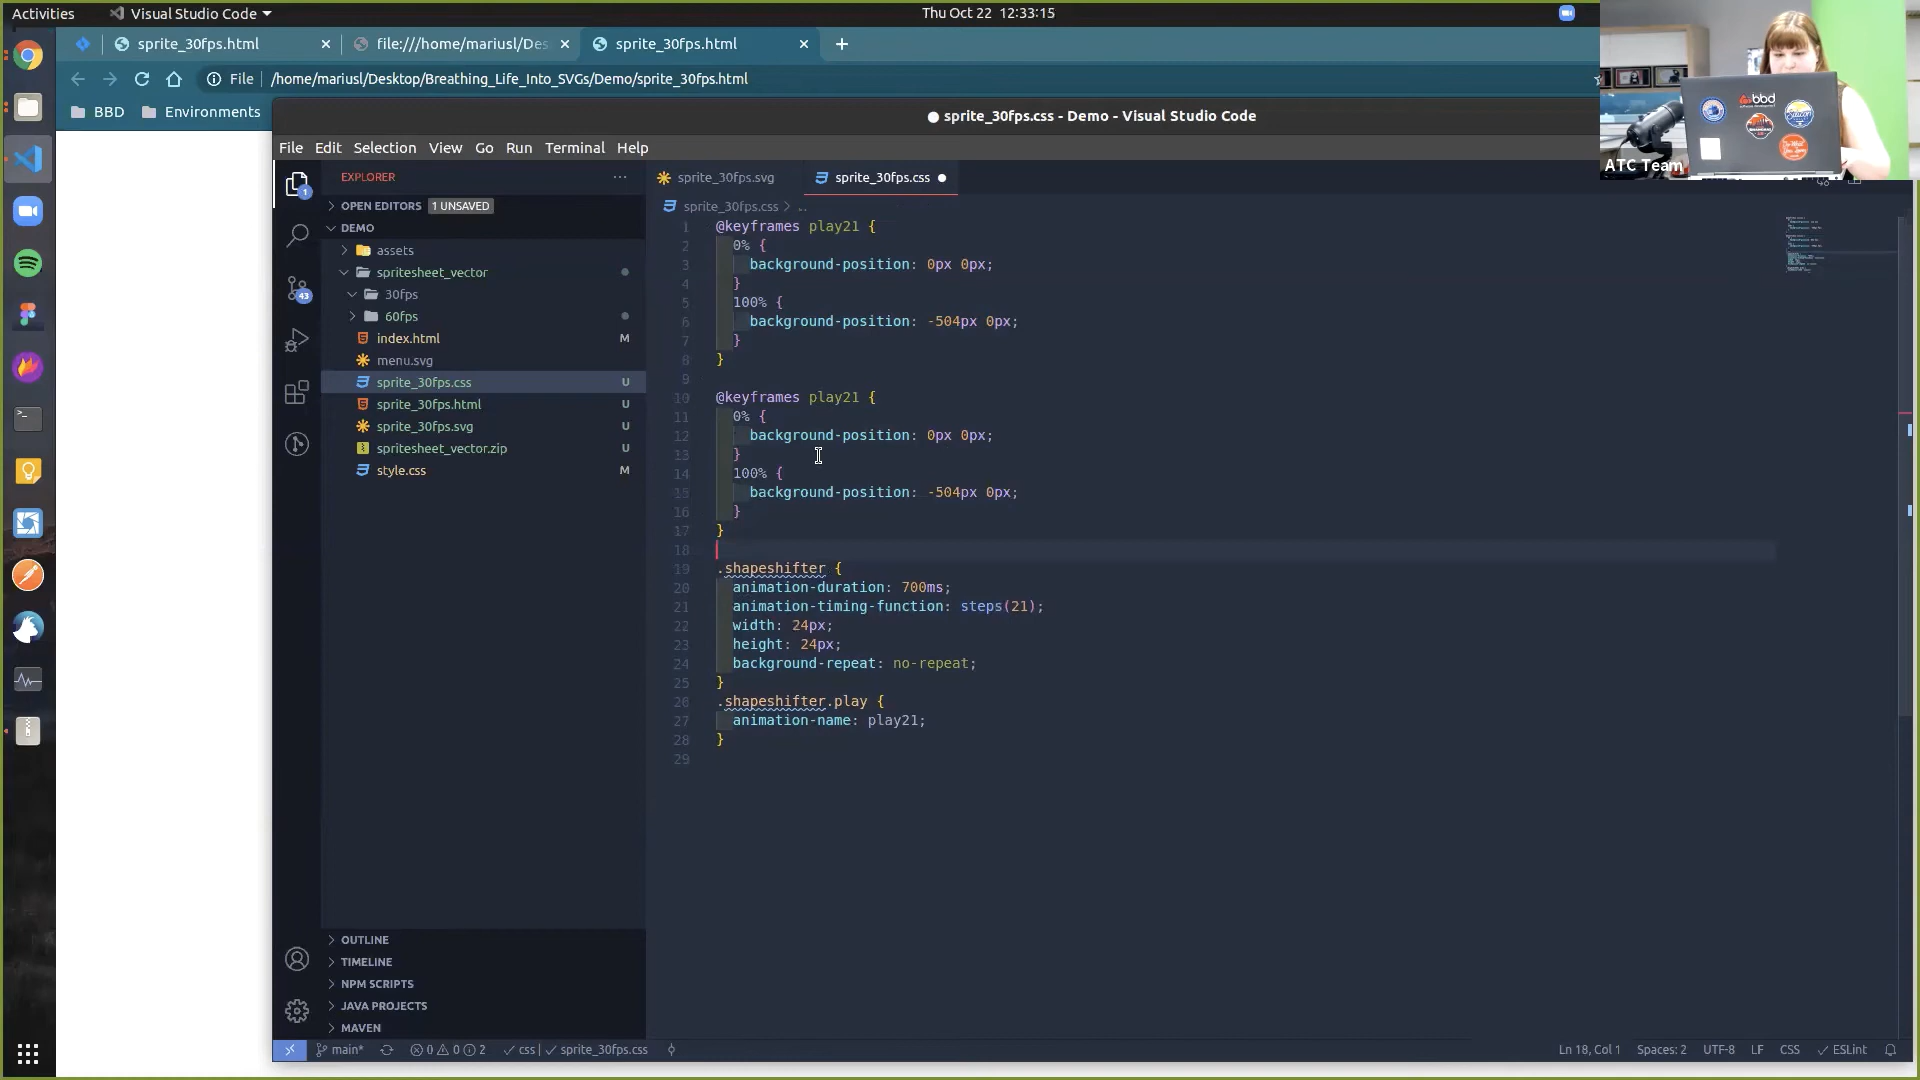 Activities
Visual Studio Code
Thu Oct 22 12:33:15
sprite_30fps.html
file:///home/mariusl/Des
sprite_30fps.html
File
/home/mariusl/Desktop/Breathing_Life_Into_SVGs/Demo/sprite_30fps.html
BBD
Environments
sprite_30fps.css - Demo - Visual Studio Code
bbd
ATC Team
File Edit Selection View Go Run Terminal Help
EXPLORER
OPEN EDITORS 1 UNSAVED
DEMO
assets
spritesheet_vector
30fps
60fps
index.html M
menu.svg
sprite_30fps.css U
sprite_30fps.html U
sprite_30fps.svg U
spritesheet_vector.zip U
style.css M
OUTLINE
TIMELINE
NPM SCRIPTS
JAVA PROJECTS
MAVEN
1
43
sprite_30fps.svg
sprite_30fps.css
sprite_30fps.css > ..
1 @keyframes play21 {
2 0% {
3 background-position: 0px 0px;
4 }
5 100% {
6 background-position: -504px 0px;
7 }
8 }
9
10 @keyframes play21 {
11 0% {
12 background-position: 0px 0px;
13 }
14 100% {
15 background-position: -504px 0px;
16 }
17 }
18
19 .shapeshifter {
20 animation-duration: 700ms;
21 animation-timing-function: steps(21);
22 width: 24px;
23 height: 24px;
24 background-repeat: no-repeat;
25 }
26 .shapeshifter.play {
27 animation-name: play21;
28 }
29
main* 0 0 2 css | sprite_30fps.css
Ln 18, Col 1 Spaces: 2 UTF-8 LF CSS ESLint